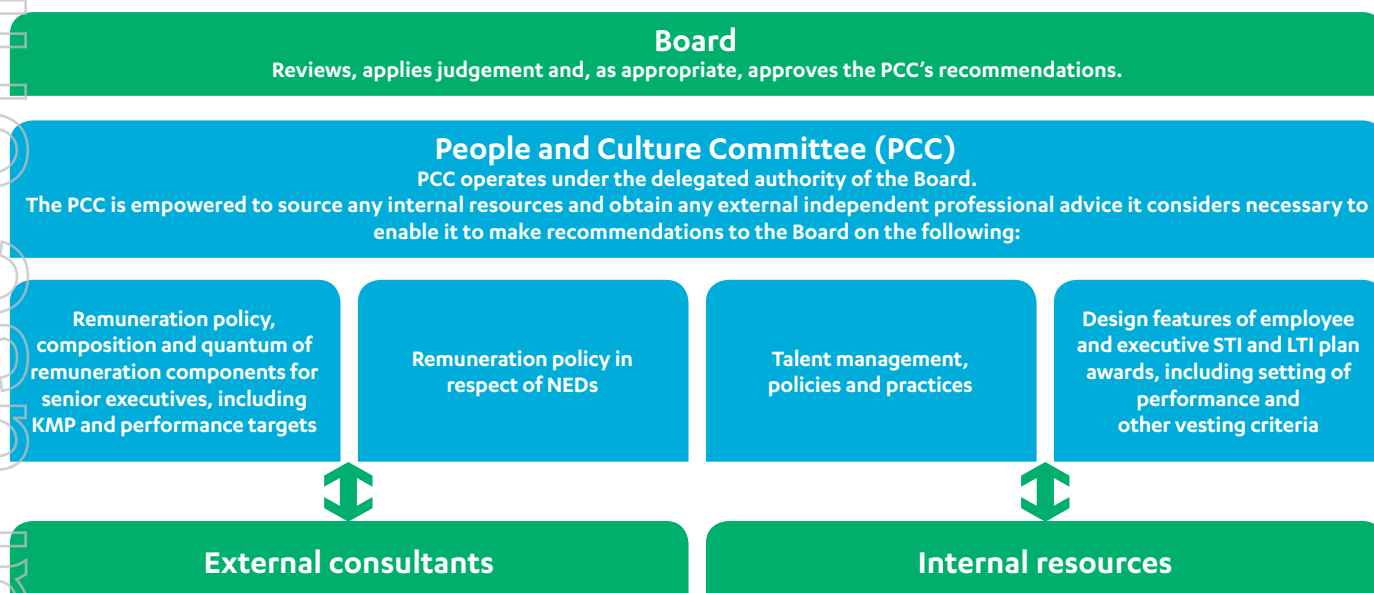 Board
Reviews, applies judgement and, as appropriate, approves the PCC’s recommendations.
People and Culture Committee (PCC)
PCC operates under the delegated authority of the Board.
The PCC is empowered to source any internal resources and obtain any external independent professional advice it considers necessary to
enable it to make recommendations to the Board on the following:
Remuneration policy,
composition and quantum of
remuneration components for
senior executives, including
KMP and performance targets
Remuneration policy in
respect of NEDs
Talent management,
policies and practices
Design features of employee
and executive STI and LTI plan
awards, including setting of
performance and
other vesting criteria
External consultants
Internal resources